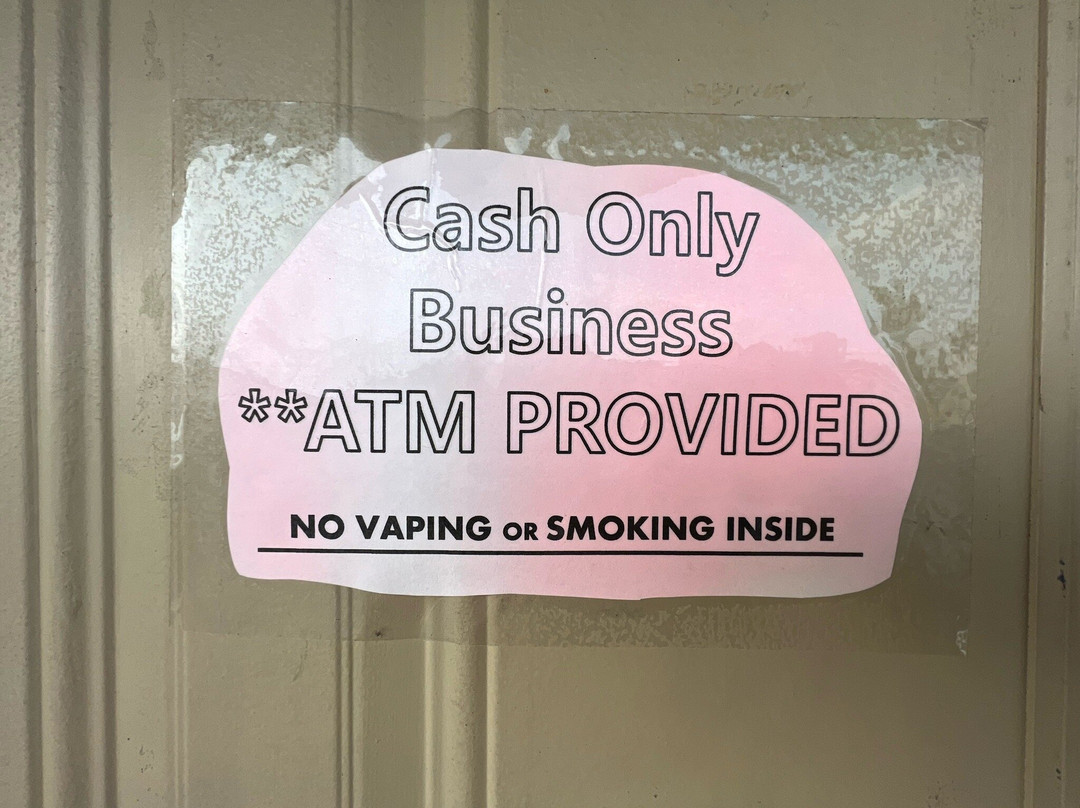 Cash Only
Business
**ATM PROVIDED
NO VAPING OR SMOKING INSIDE